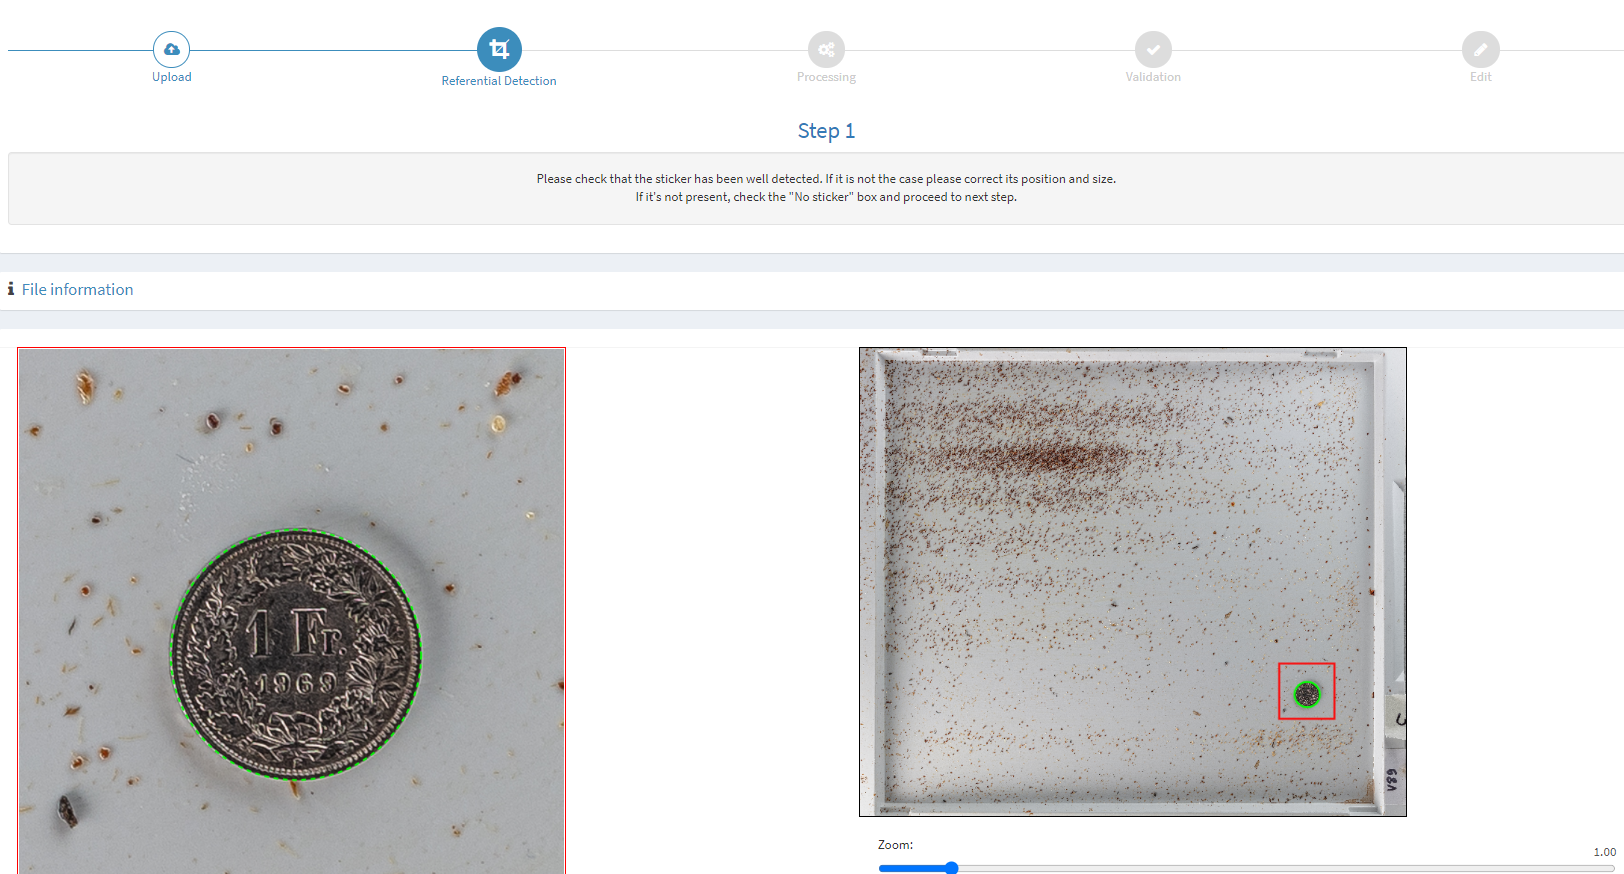 Upload
Referential Detection
Processing
Validation
Edit
Step 1
Please check that the sticker has been well detected. If it is not the case please correct its position and size.
If it's not present, check the "No sticker" box and proceed to next step.
File information
1 Fr.
1969
U
V89
Zoom:
1.00